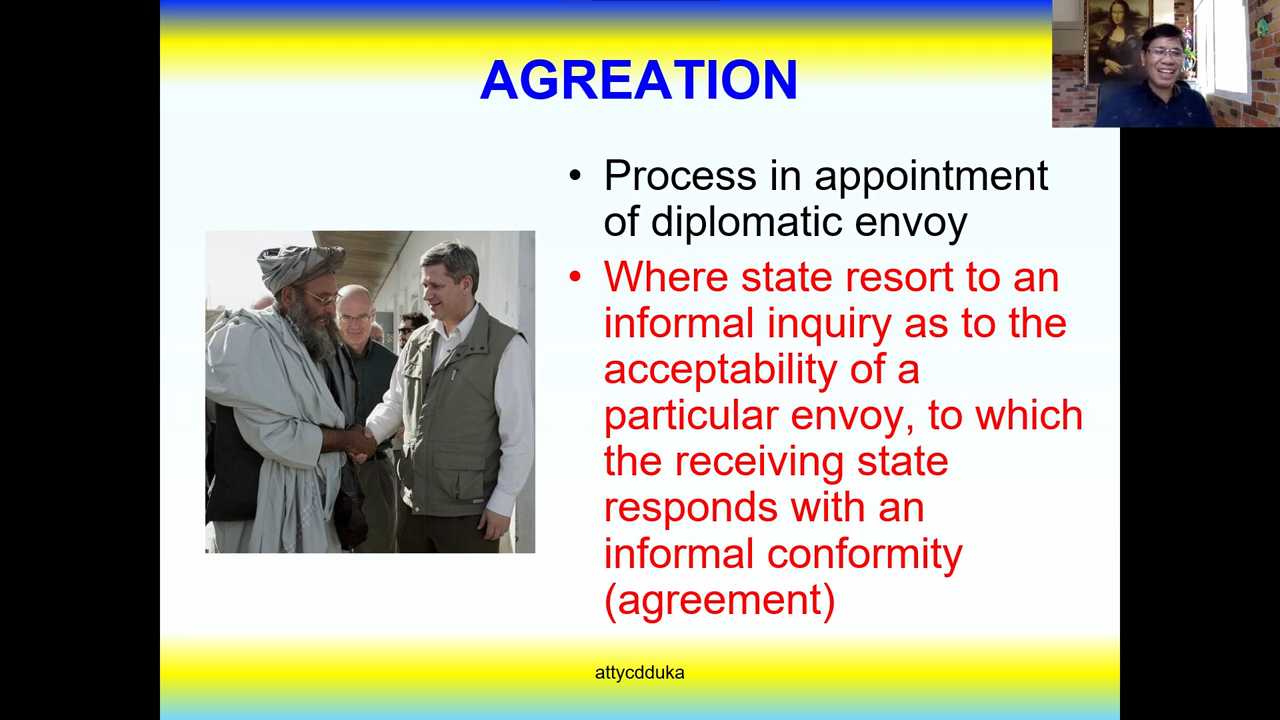 AGREATION
• Process in appointment
of diplomatic envoy
• Where state resort to an
informal inquiry as to the
acceptability of a
particular envoy, to which
the receiving state
responds with an
informal conformity
(agreement)
attycdduka